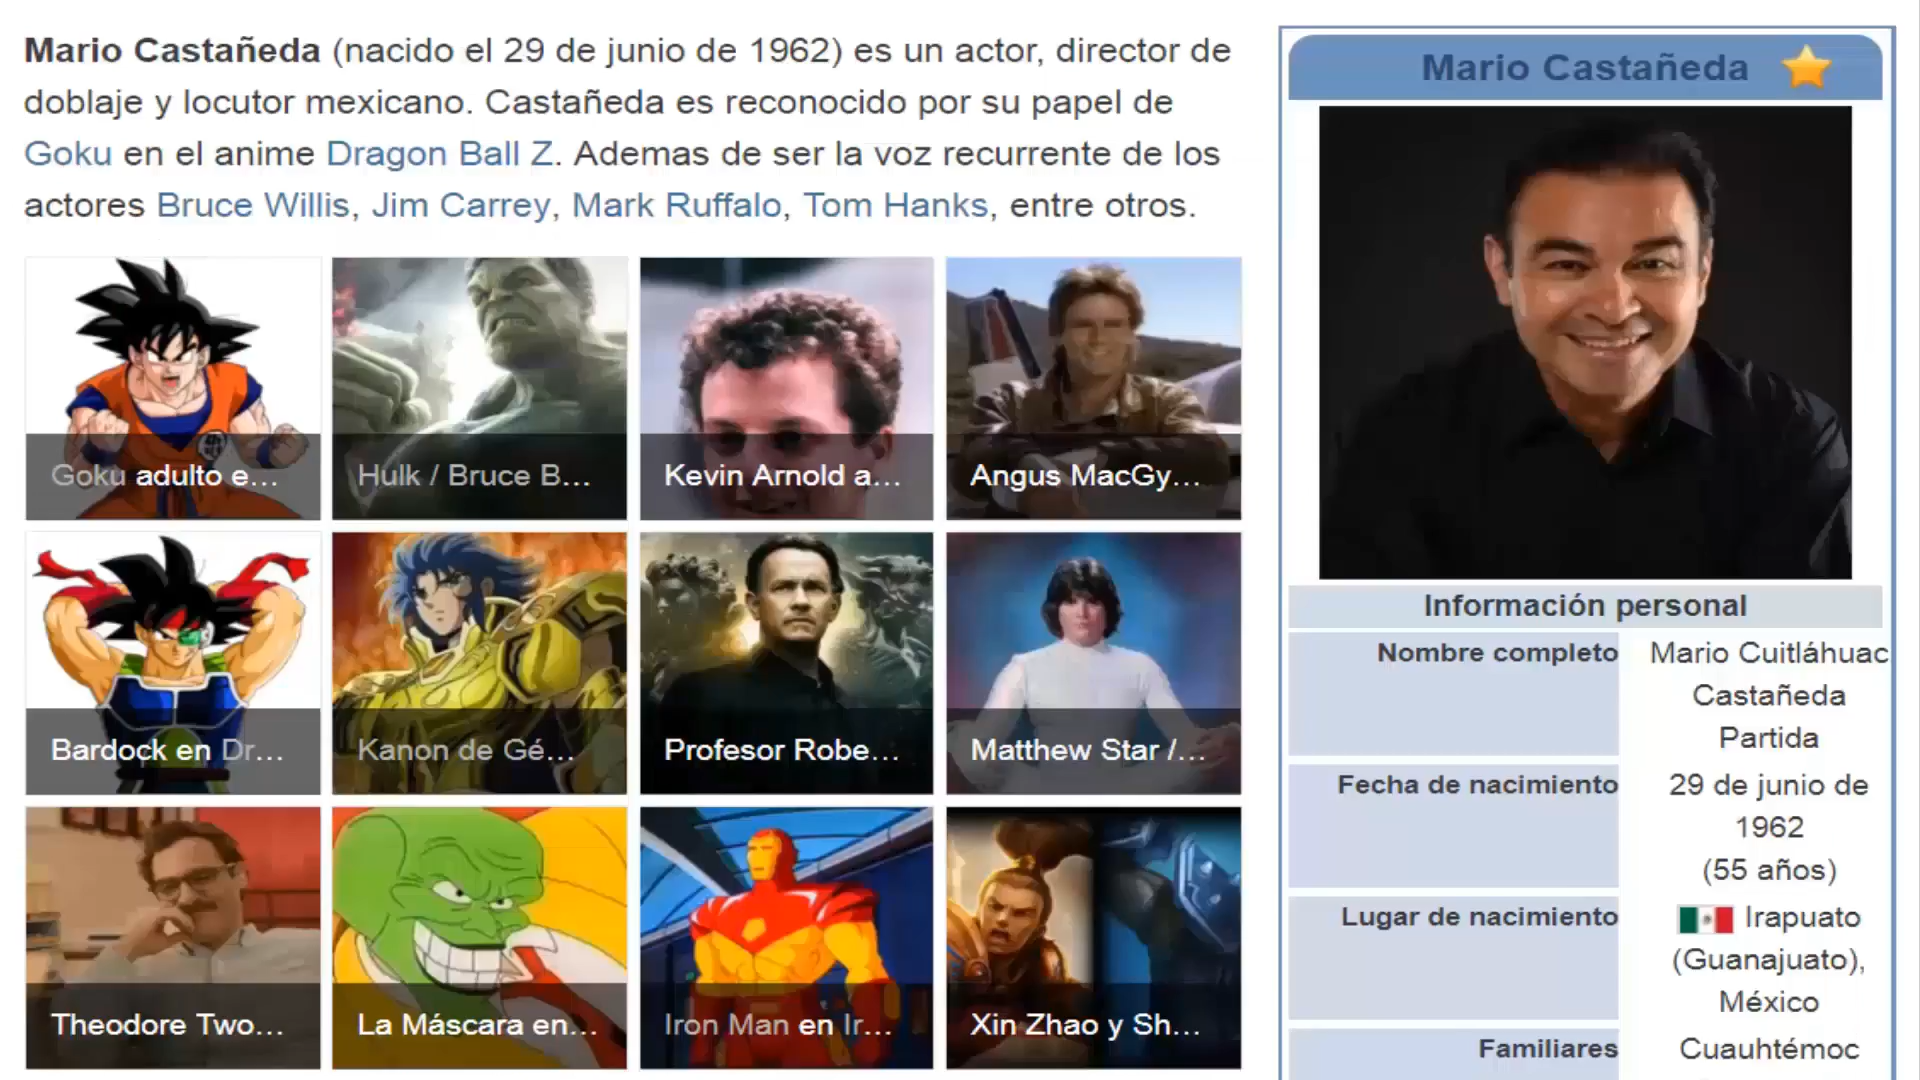 Mario Castañeda (nacido el 29 de junio de 1962) es un actor, director de
doblaje y locutor mexicano. Castañeda es reconocido por su papel de
Goku en el anime Dragon Ball Z. Ademas de ser la voz recurrente de los
actores Bruce Willis, Jim Carrey, Mark Ruffalo, Tom Hanks, entre otros.
Goku adulto e...
Hulk / Bruce B...
Kevin Arnold a...
Angus MacGy...
Bardock en Dr...
Kanon de Gé...
Profesor Robe...
Matthew Star /...
Theodore Two...
La Máscara en...
Iron Man en Ir...
Xin Zhao y Sh...
Mario Castañeda
Información personal
Nombre completo
Mario Cuitláhuac
Castañeda
Partida
Fecha de nacimiento
29 de junio de
1962
(55 años)
Lugar de nacimiento
Irapuato
(Guanajuato),
México
Familiares
Cuauhtémoc